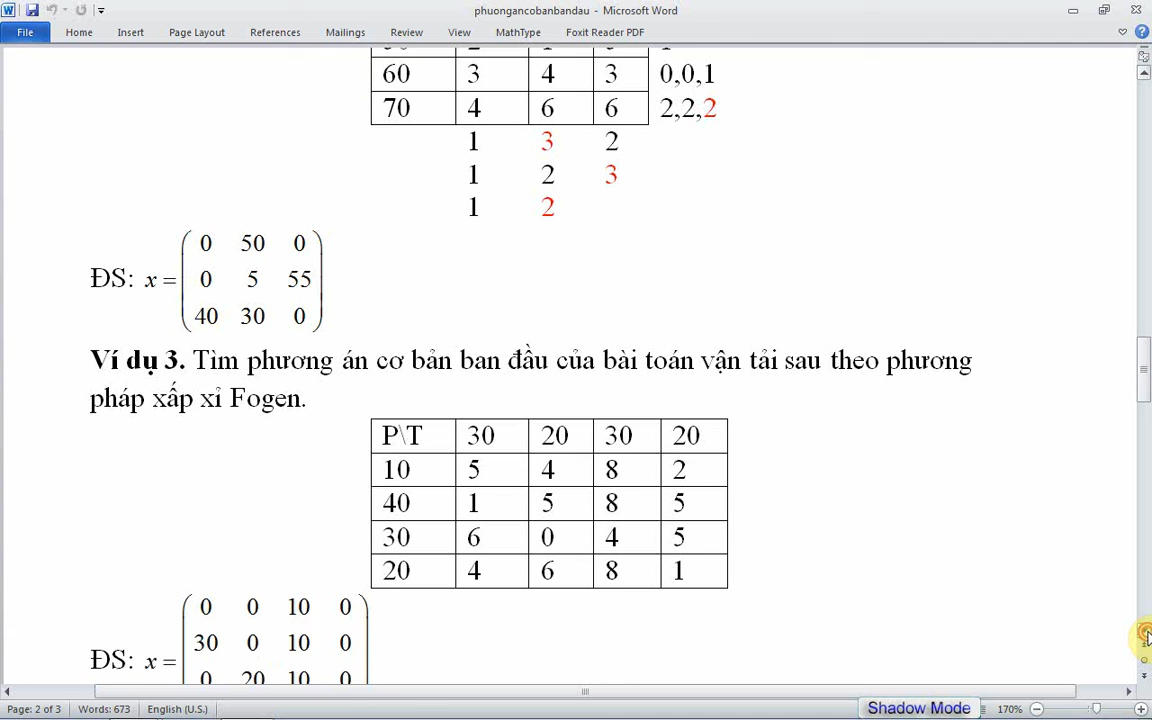 phuongancobanbandau - Microsoft Word
File Home Insert Page Layout References Mailings Review View MathType Foxit Reader PDF
60 3 4 3 0,0,1
70 4 6 6 2,2,2
1 3 2
1 2 3
1 2
0 50 0
ĐS: x = 0 5 55
40 30 0
Ví dụ 3. Tìm phương án cơ bản ban đầu của bài toán vận tải sau theo phương
pháp xấp xỉ Fogen.
P\T 30 20 30 20
10 5 4 8 2
40 1 5 8 5
30 6 0 4 5
20 4 6 8 1
0 0 10 0
30 0 10 0
ĐS: x =
0 20 10 0
Page: 2 of 3 Words: 673 English (U.S.) Shadow Mode 170%